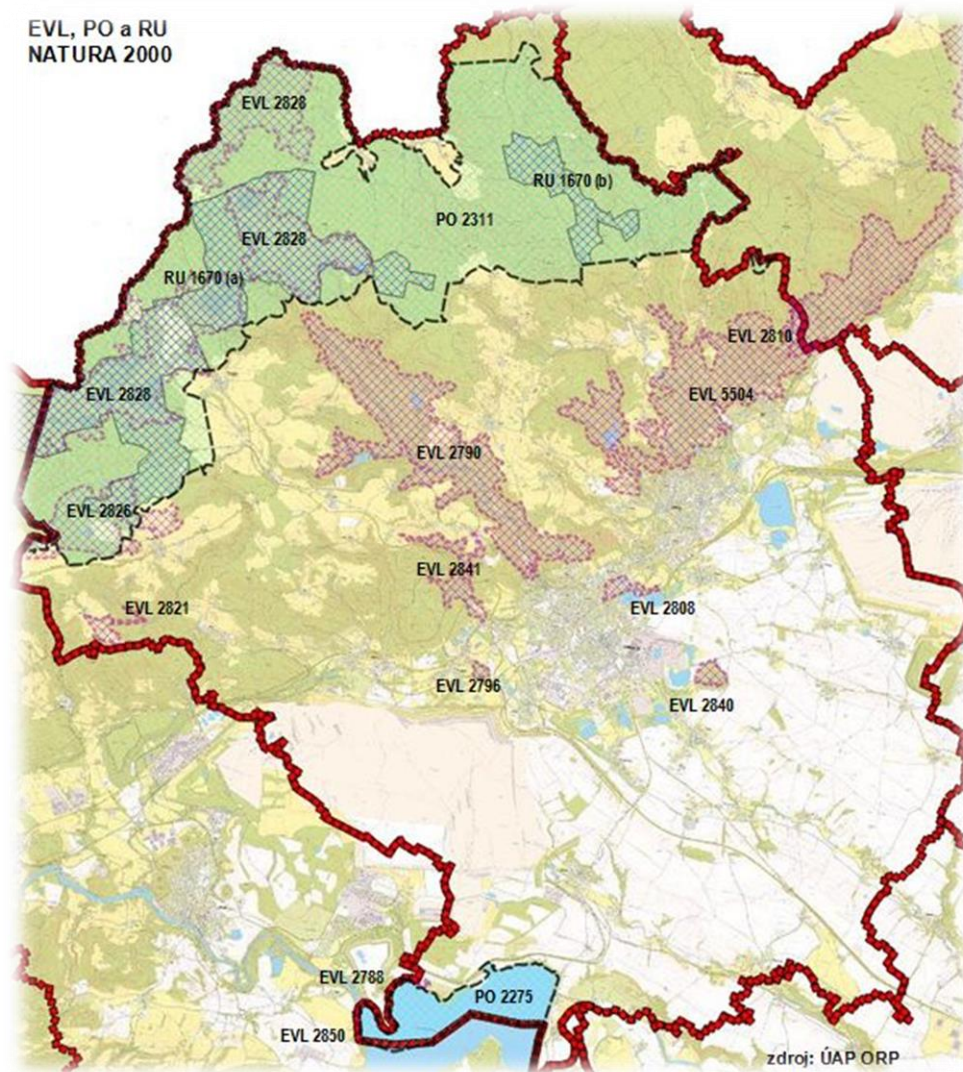 EVL, PO a RU
NATURA 2000
EVL 2828
RU 1670 (b)
PO 2311
EVL 2828
RU 1670 (a)
EVL 2810
EVL 2828
EVL 5504
EVL 2790
EVL 2826
EVL 2841
EVL 2821
EVL 2808
EVL 2796
EVL 2840
EVL 2788
PO 2275
EVL 2850
zdroj: ÚAP ORP